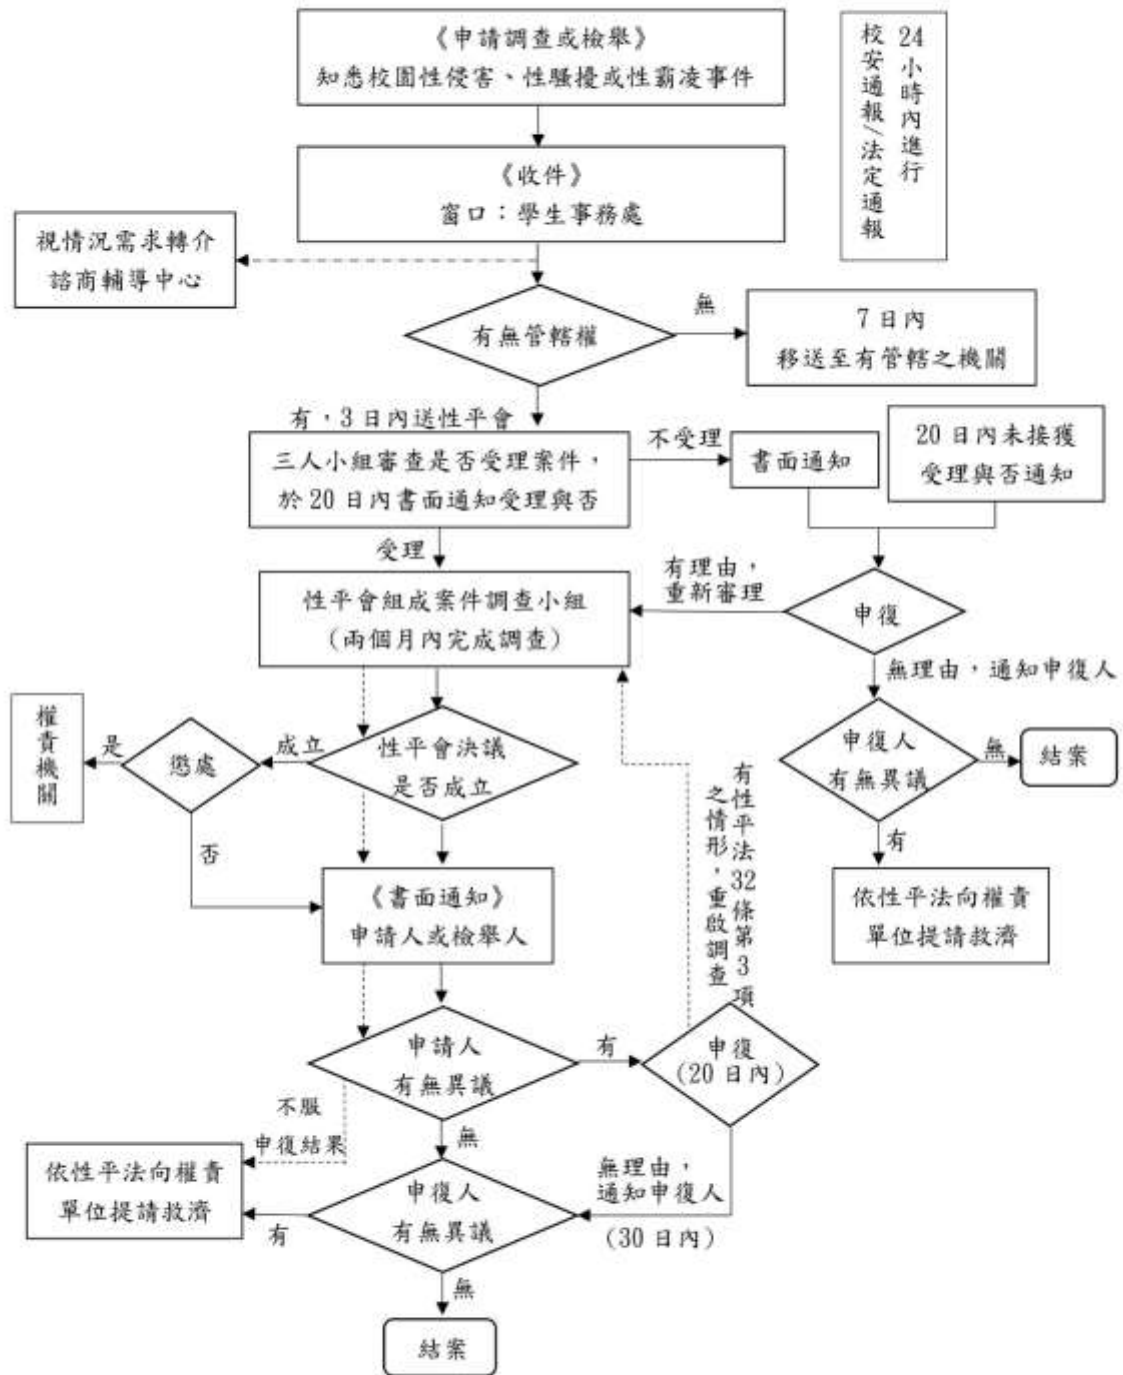 《申請調查或檢舉》
知悉校園性侵害、性騷擾或性霸凌事件
24小時內進行
校安通報/法定通報
《收件》
窗口：學生事務處
視情況需求轉介
諮商輔導中心
有無管轄權
無
7日內
移送至有管轄之機關
有，3日內送性平會
三人小組審查是否受理案件，
於20日內書面通知受理與否
不受理
書面通知
20日內未接獲
受理與否通知
受理
性平會組成案件調查小組
(兩個月內完成調查)
有理由，
重新審理
申復
無理由，通知申復人
權責機關
是
懲處
成立
性平會決議
是否成立
申復人
有無異議
無
結案
有
依性平法向權責
單位提請救濟
否
《書面通知》
申請人或檢舉人
有性平法32條第3項
之情形，重啟調查
申請人
有無異議
有
申復
(20日內)
不服
申復結果
無
依性平法向權責
單位提請救濟
有
申復人
有無異議
無理由，
通知申復人
(30日內)
無
結案